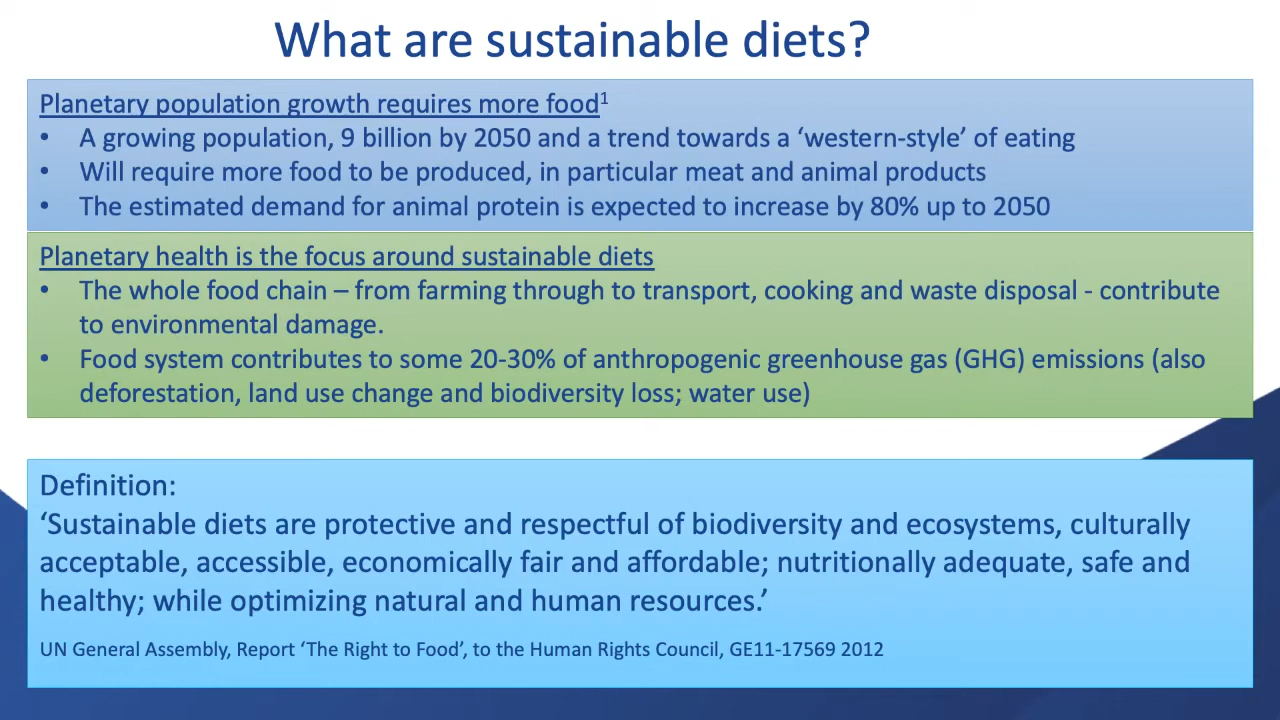 What are sustainable diets?
Planetary population growth requires more food1
• A growing population, 9 billion by 2050 and a trend towards a ‘western-style’ of eating
• Will require more food to be produced, in particular meat and animal products
• The estimated demand for animal protein is expected to increase by 80% up to 2050
Planetary health is the focus around sustainable diets
• The whole food chain – from farming through to transport, cooking and waste disposal - contribute
to environmental damage.
• Food system contributes to some 20-30% of anthropogenic greenhouse gas (GHG) emissions (also
deforestation, land use change and biodiversity loss; water use)
Definition:
‘Sustainable diets are protective and respectful of biodiversity and ecosystems, culturally
acceptable, accessible, economically fair and affordable; nutritionally adequate, safe and
healthy; while optimizing natural and human resources.’
UN General Assembly, Report ‘The Right to Food’, to the Human Rights Council, GE11-17569 2012